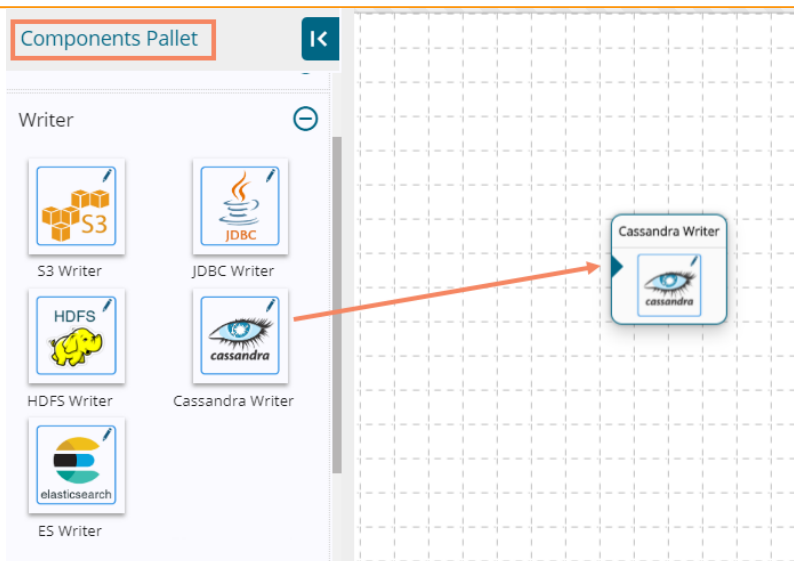 Components Pallet
Writer
S3
JDBC
S3 Writer
JDBC Writer
HDFS
cassandra
HDFS Writer
Cassandra Writer
elasticsearch
ES Writer
Cassandra Writer
cassandra